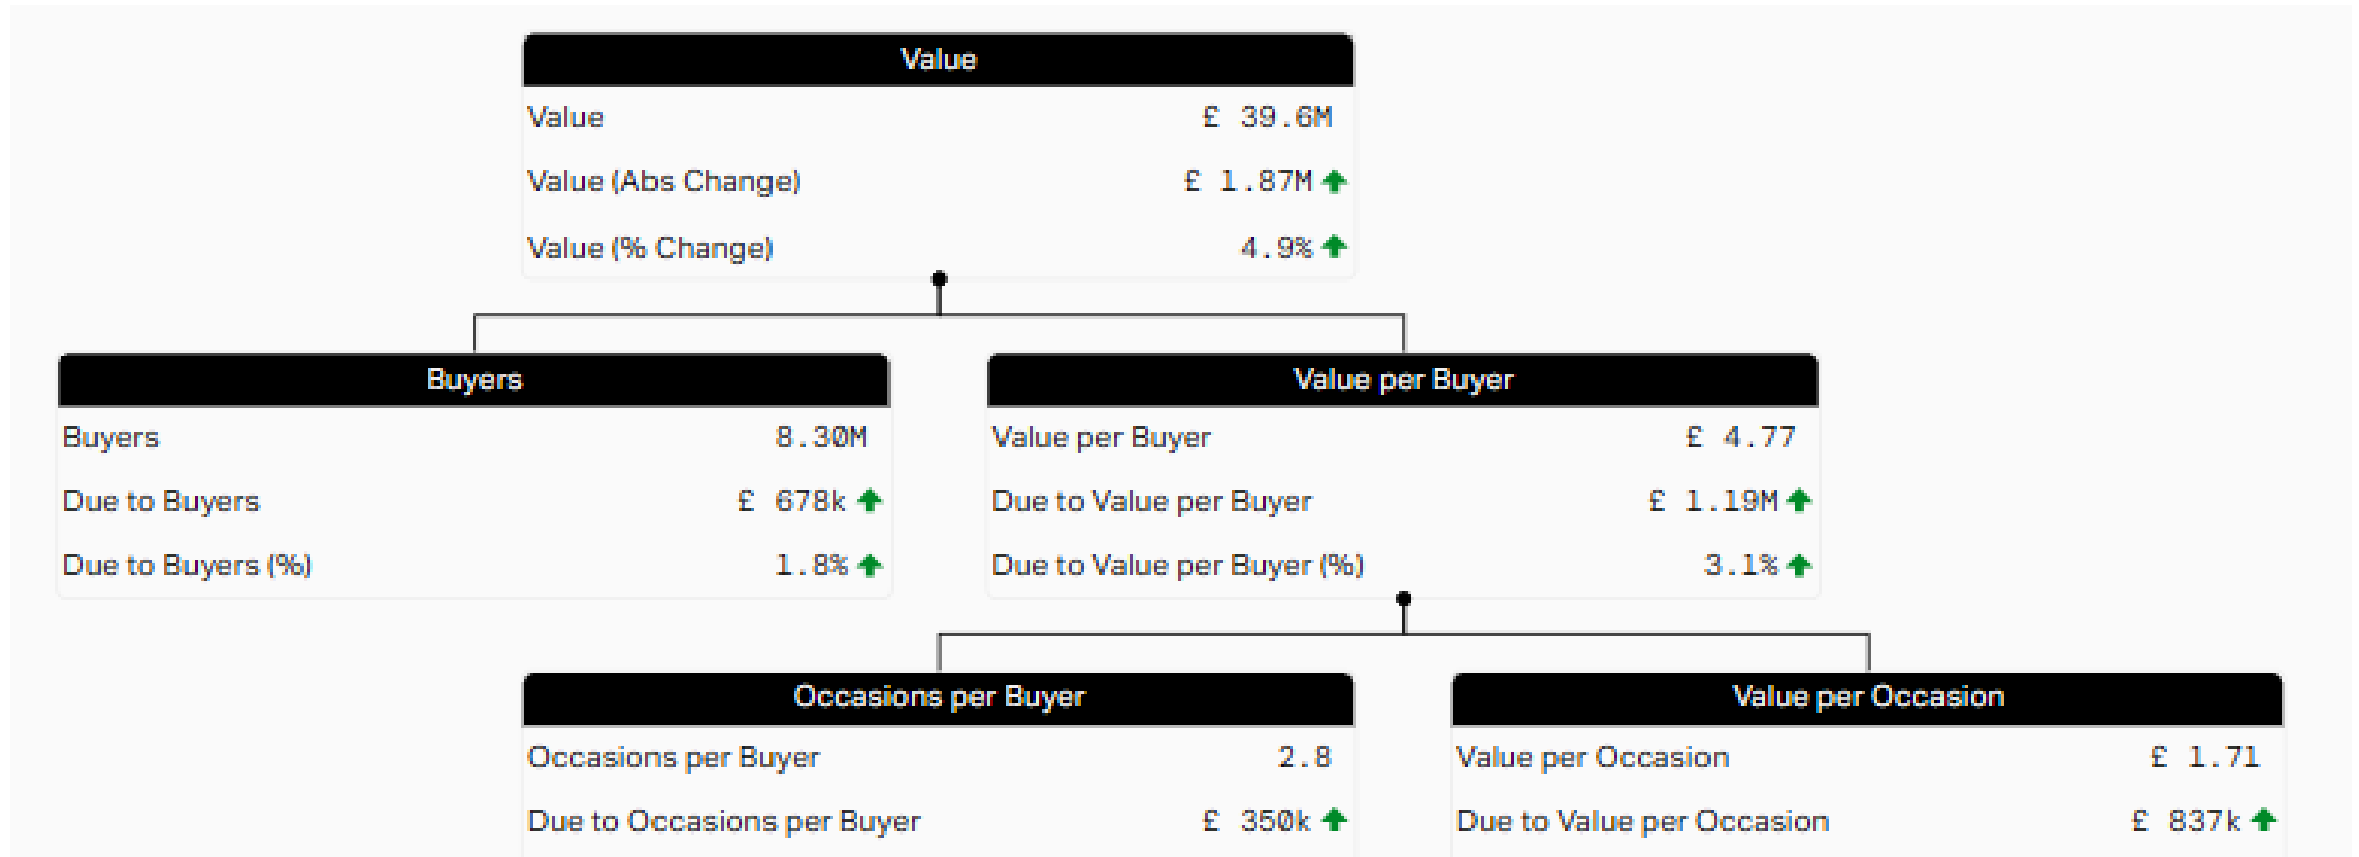 Value
Value £ 39.6M
Value (Abs Change) £ 1.87M
Value (% Change) 4.9%
Buyers
Buyers 8.30M
Due to Buyers £ 678k
Due to Buyers (%) 1.8%
Value per Buyer
Value per Buyer £ 4.77
Due to Value per Buyer £ 1.19M
Due to Value per Buyer (%) 3.1%
Occasions per Buyer
Occasions per Buyer 2.8
Due to Occasions per Buyer £ 350k
Value per Occasion
Value per Occasion £ 1.71
Due to Value per Occasion £ 837k